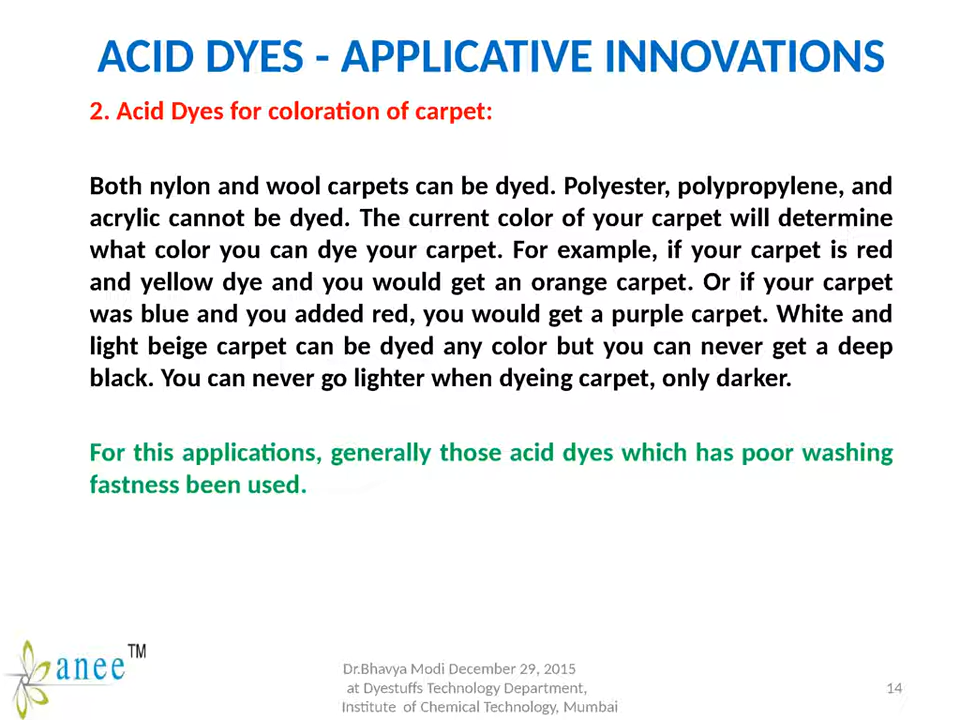 ACID DYES - APPLICATIVE INNOVATIONS
2. Acid Dyes for coloration of carpet:
Both nylon and wool carpets can be dyed. Polyester, polypropylene, and
acrylic cannot be dyed. The current color of your carpet will determine
what color you can dye your carpet. For example, if your carpet is red
and yellow dye and you would get an orange carpet. Or if your carpet
was blue and you added red, you would get a purple carpet. White and
light beige carpet can be dyed any color but you can never get a deep
black. You can never go lighter when dyeing carpet, only darker.
For this applications, generally those acid dyes which has poor washing
fastness been used.
anee TM
Dr.Bhavya Modi December 29, 2015
at Dyestuffs Technology Department,
Institute of Chemical Technology, Mumbai
14